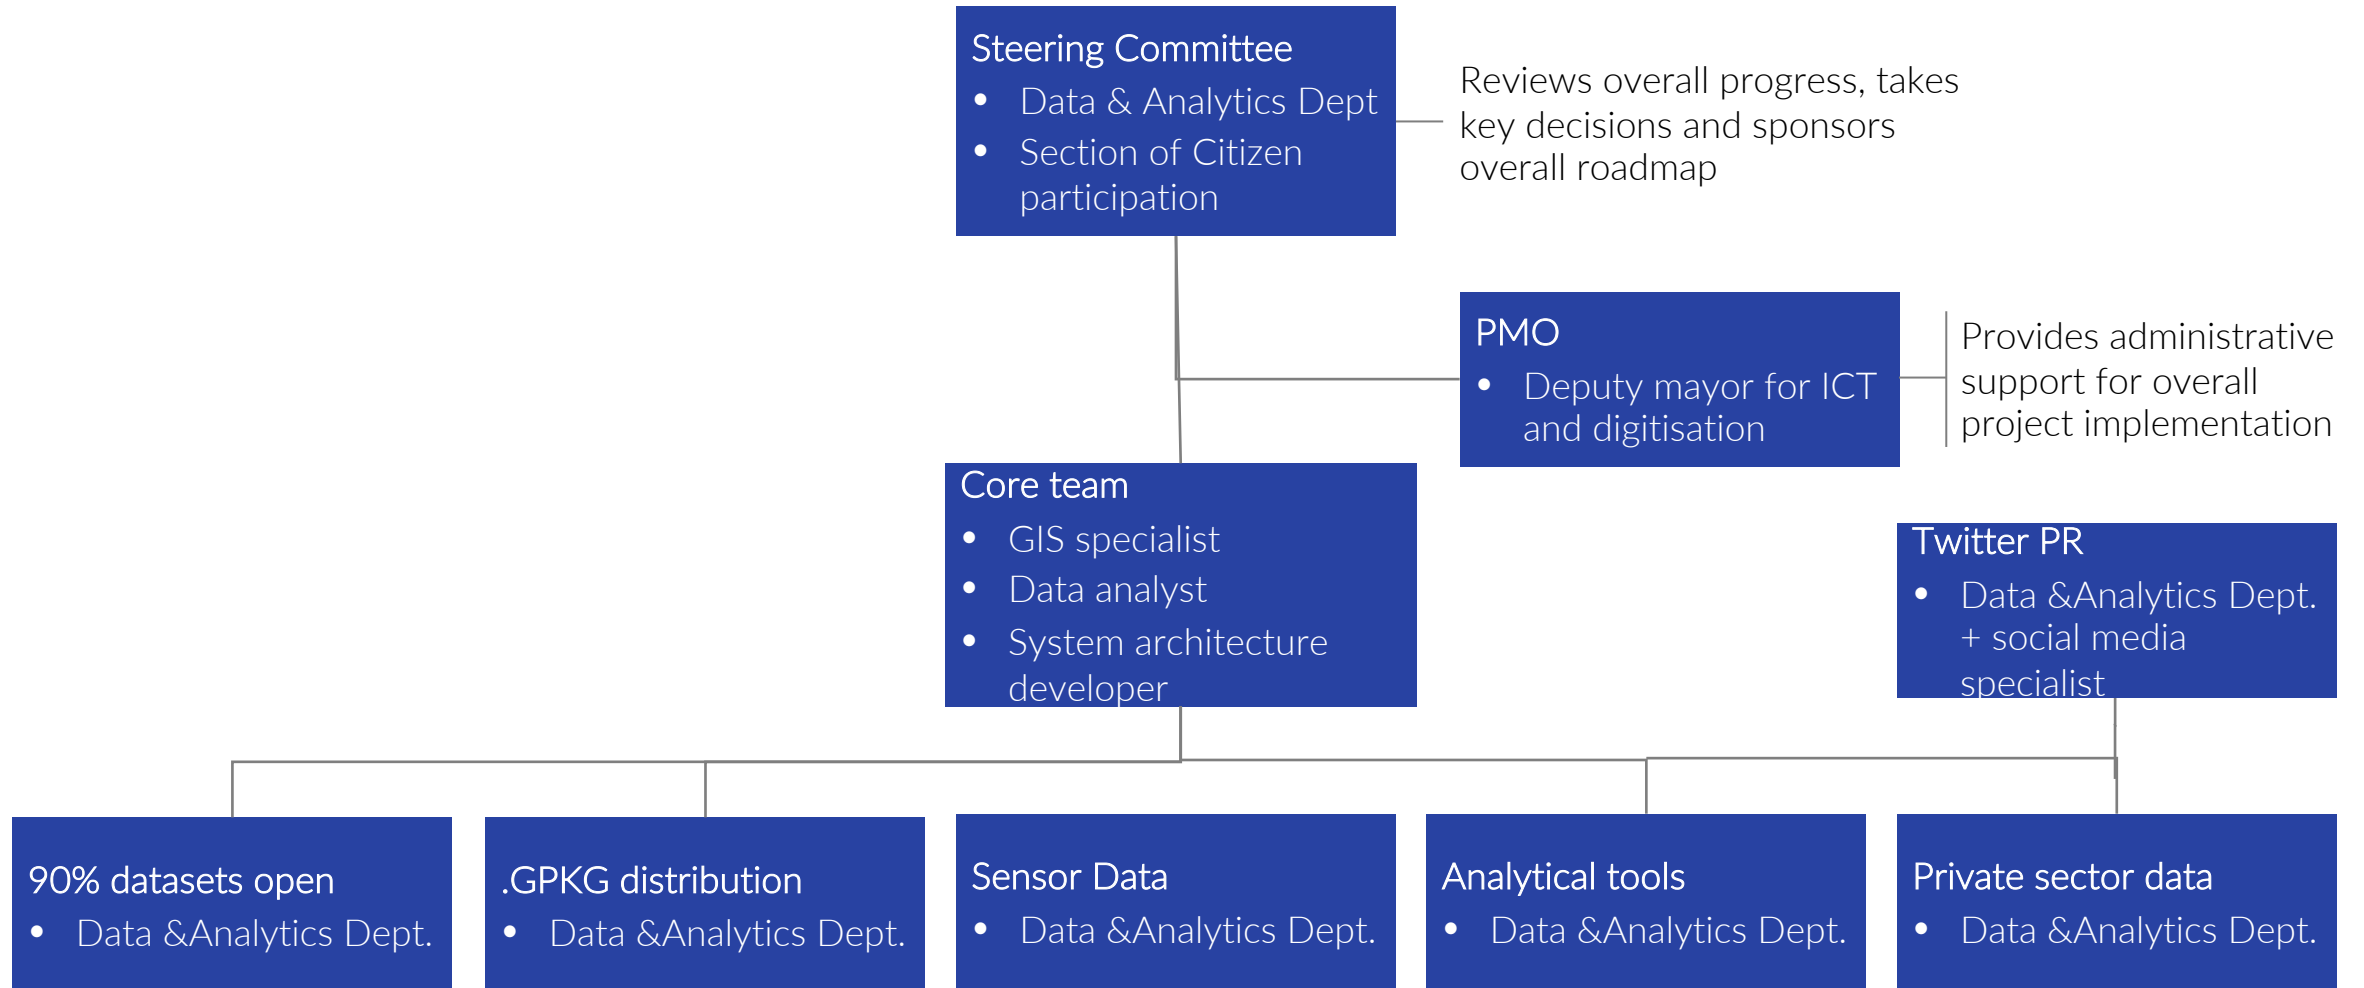 Steering Committee
• Data & Analytics Dept
• Section of Citizen
participation
Reviews overall progress, takes
key decisions and sponsors
overall roadmap
PMO
• Deputy mayor for ICT
and digitisation
Provides administrative
support for overall
project implementation
Core team
• GIS specialist
• Data analyst
• System architecture
developer
Twitter PR
• Data &Analytics Dept.
+ social media
specialist
90% datasets open
• Data &Analytics Dept.
.GPKG distribution
• Data &Analytics Dept.
Sensor Data
• Data &Analytics Dept.
Analytical tools
• Data &Analytics Dept.
Private sector data
• Data &Analytics Dept.